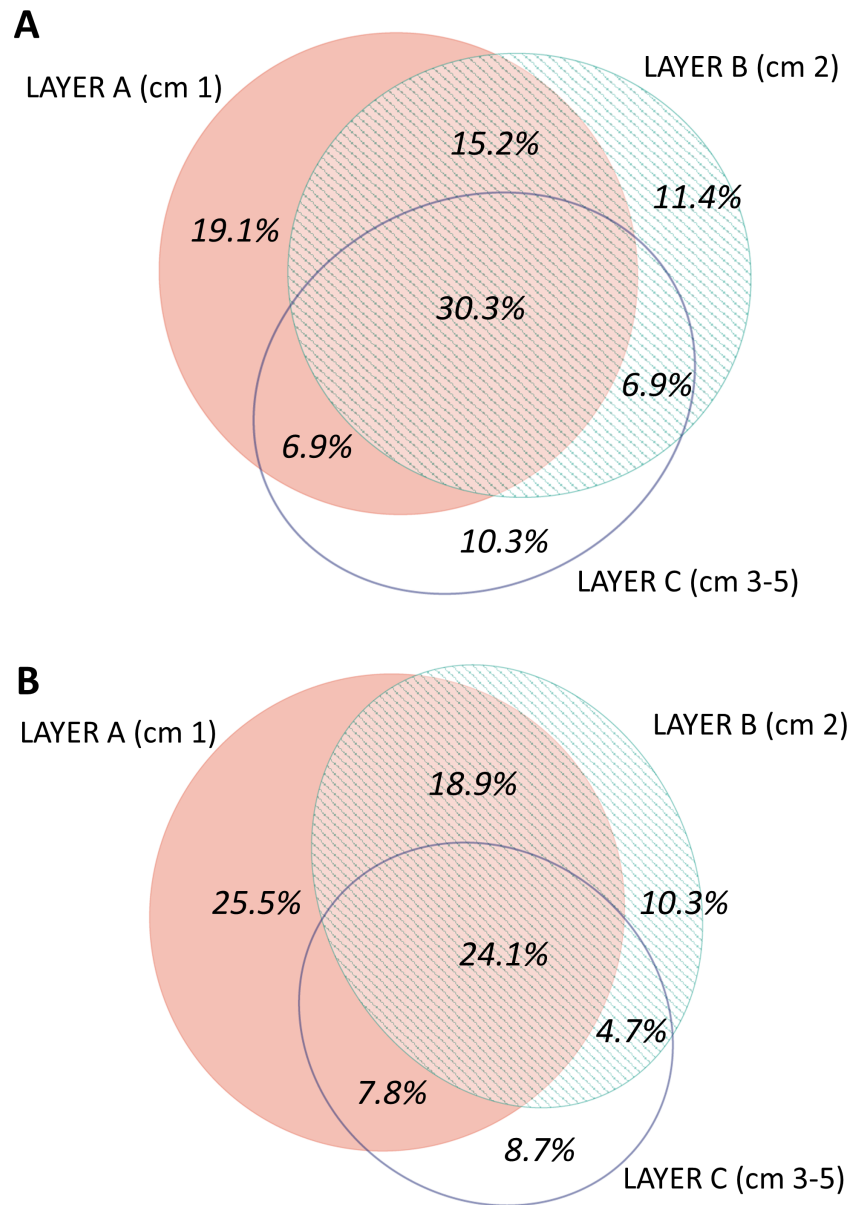 A
LAYER A (cm 1)
LAYER B (cm 2)
15.2%
11.4%
19.1%
30.3%
6.9%
6.9%
10.3%
LAYER C (cm 3-5)
B
LAYER A (cm 1)
LAYER B (cm 2)
18.9%
25.5%
10.3%
24.1%
4.7%
7.8%
8.7%
LAYER C (cm 3-5)